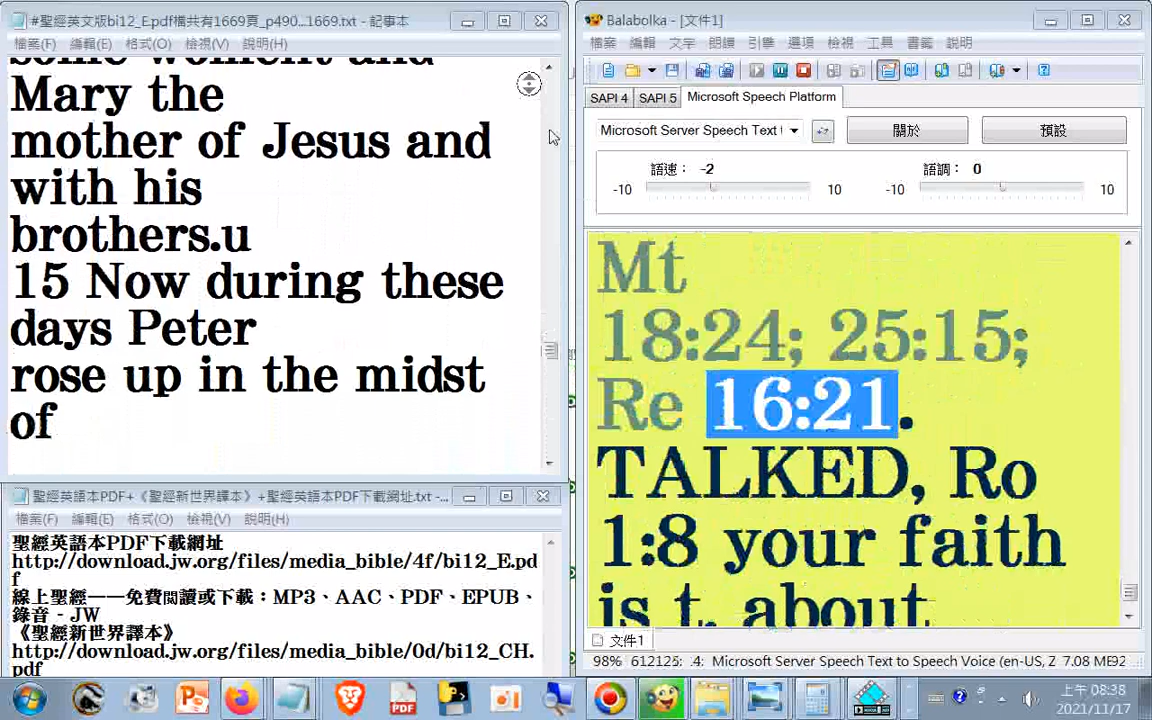 #聖經英文版bi12_E.pdf檔共有1669頁_p490...1669.txt - 記事本
檔案(F) 編輯(E) 格式(O) 檢視(V) 說明(H)
some women and
Mary the
mother of Jesus and
with his
brothers.u
15 Now during these
days Peter
rose up in the midst
of
聖經英語本PDF+《聖經新世界譯本》+聖經英語本PDF下載網址.txt - ...
檔案(F) 編輯(E) 格式(O) 檢視(V) 說明(H)
聖經英語本PDF下載網址
http://download.jw.org/files/media_bible/4f/bi12_E.pd
f
線上聖經——免費閱讀或下載：MP3、AAC、PDF、EPUB、
錄音 - JW
《聖經新世界譯本》
http://download.jw.org/files/media_bible/0d/bi12_CH.
pdf
Balabolka - [文件1]
檔案 編輯 文字 朗讀 引擎 選項 檢視 工具 書籤 說明
SAPI 4 SAPI 5 Microsoft Speech Platform
Microsoft Server Speech Text 關於 預設
語速： -2 語調： 0
-10 10 -10 10
Mt
18:24; 25:15;
Re 16:21.
TALKED, Ro
1:8 your faith
is t. about
文件1
98% 612125: .4: Microsoft Server Speech Text to Speech Voice (en-US, Z 7.08 ME92
上午 08:38
2021/11/17